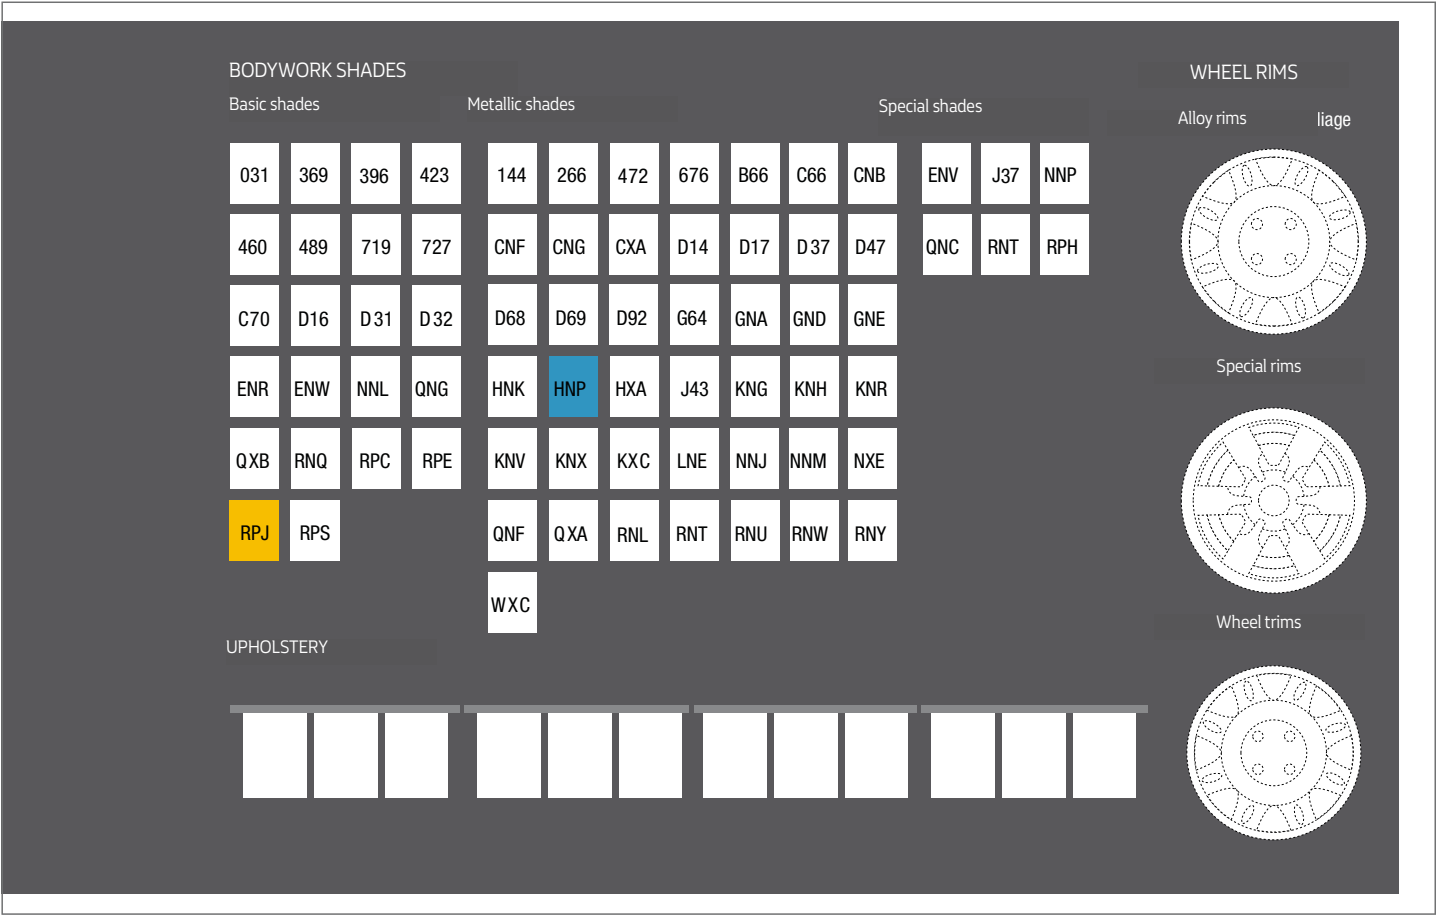 BODYWORK SHADES
WHEEL RIMS
Basic shades
Metallic shades
Special shades
Alloy rims liage
031 369 396 423 144 266 472 676 B66 C66 CNB ENV J37 NNP
460 489 719 727 CNF CNG CXA D14 D17 D37 D47 QNC RNT RPH
C70 D16 D31 D32 D68 D69 D92 G64 GNA GND GNE
Special rims
ENR ENW NNL QNG HNK HNP HXA J43 KNG KNH KNR
QXB RNQ RPC RPE KNV KNX KXC LNE NNJ NNM NXE
RPJ RPS QNF QXA RNL RNT RNU RNW RNY
WXC
Wheel trims
UPHOLSTERY